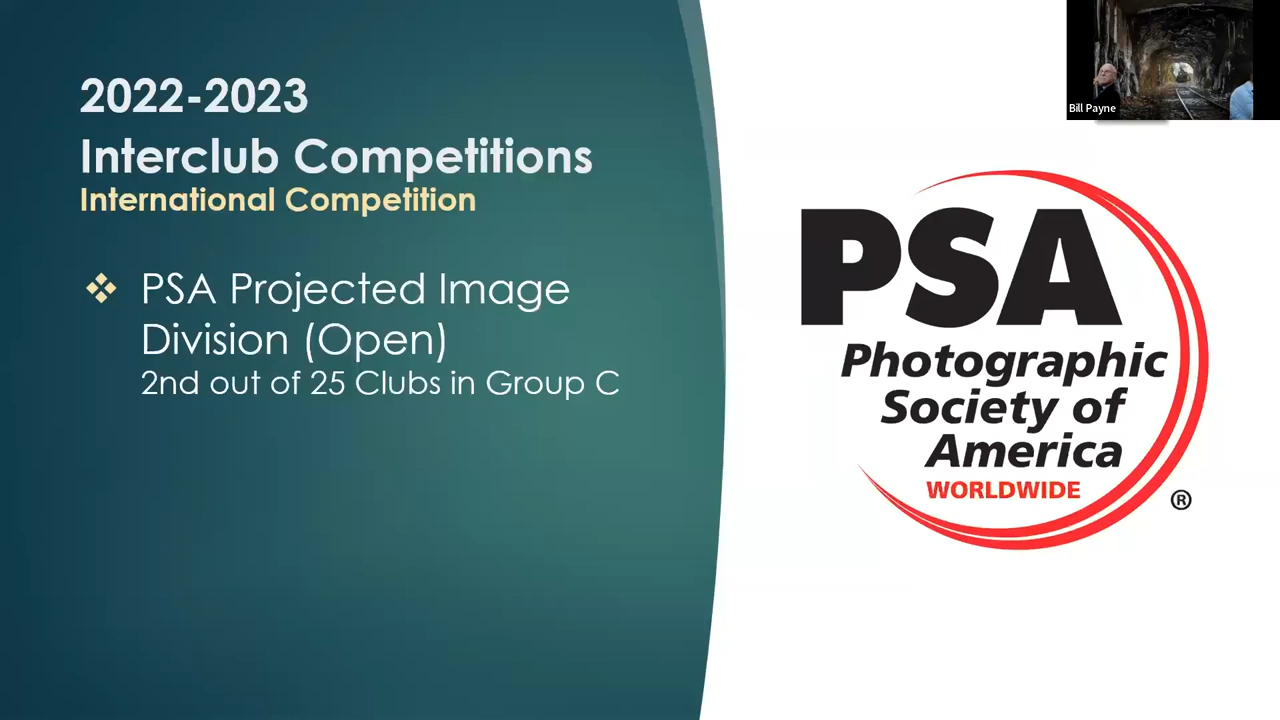 2022-2023
Interclub Competitions
International Competition
❖ PSA Projected Image
Division (Open)
2nd out of 25 Clubs in Group C
Bill Payne
PSA
Photographic
Society of
America
WORLDWIDE
®